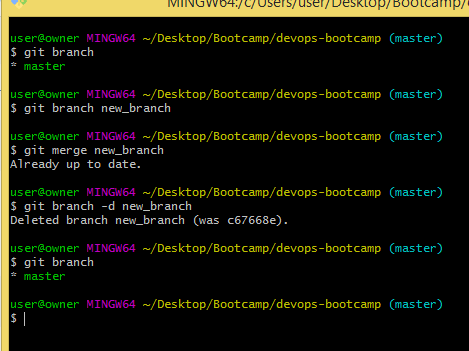 MINGW64:/c/Users/user/Desktop/Bootcamp/
user@owner MINGW64 ~/Desktop/Bootcamp/devops-bootcamp (master)
$ git branch
* master
user@owner MINGW64 ~/Desktop/Bootcamp/devops-bootcamp (master)
$ git branch new_branch
user@owner MINGW64 ~/Desktop/Bootcamp/devops-bootcamp (master)
$ git merge new_branch
Already up to date.
user@owner MINGW64 ~/Desktop/Bootcamp/devops-bootcamp (master)
$ git branch -d new_branch
Deleted branch new_branch (was c67668e).
user@owner MINGW64 ~/Desktop/Bootcamp/devops-bootcamp (master)
$ git branch
* master
user@owner MINGW64 ~/Desktop/Bootcamp/devops-bootcamp (master)
$